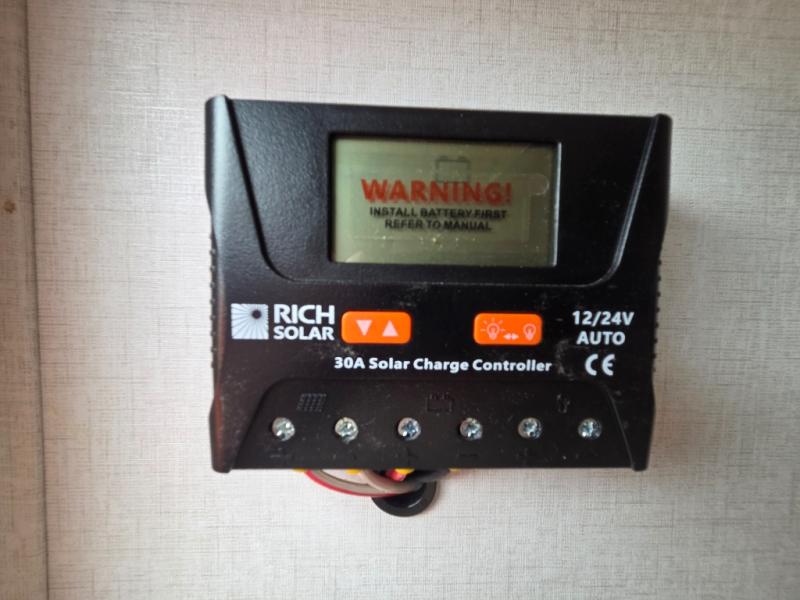 WARNING!
INSTALL BATTERY FIRST
REFER TO MANUAL
RICH
SOLAR
12/24V
AUTO
30A Solar Charge Controller
CE